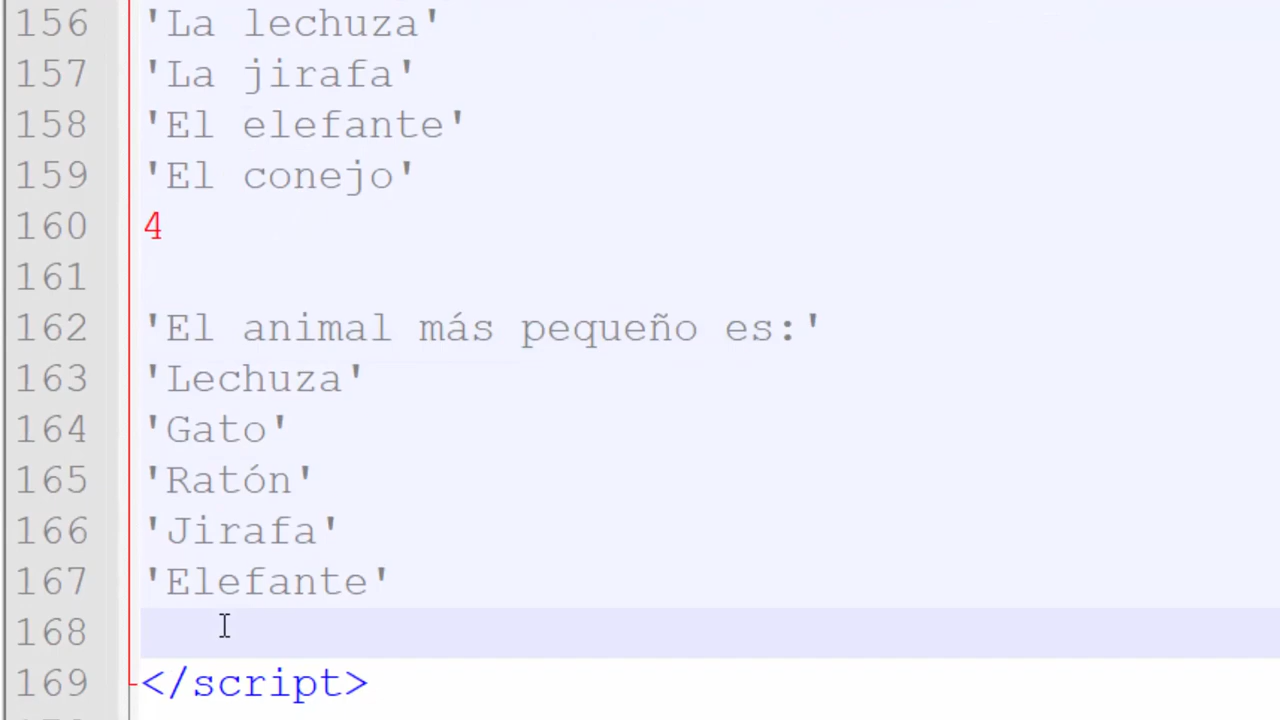 156 'La lechuza'
157 'La jirafa'
158 'El elefante'
159 'El conejo'
160 4
161
162 'El animal más pequeño es:'
163 'Lechuza'
164 'Gato'
165 'Ratón'
166 'Jirafa'
167 'Elefante'
168
169 </script>